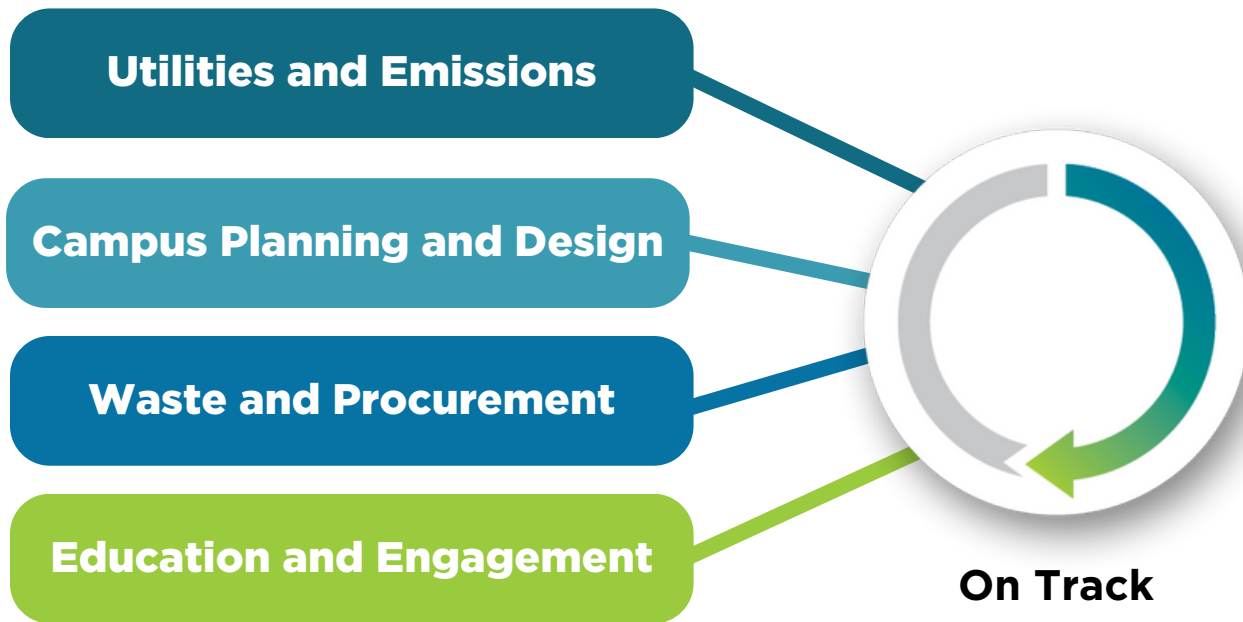 Utilities and Emissions
Campus Planning and Design
Waste and Procurement
Education and Engagement
On Track